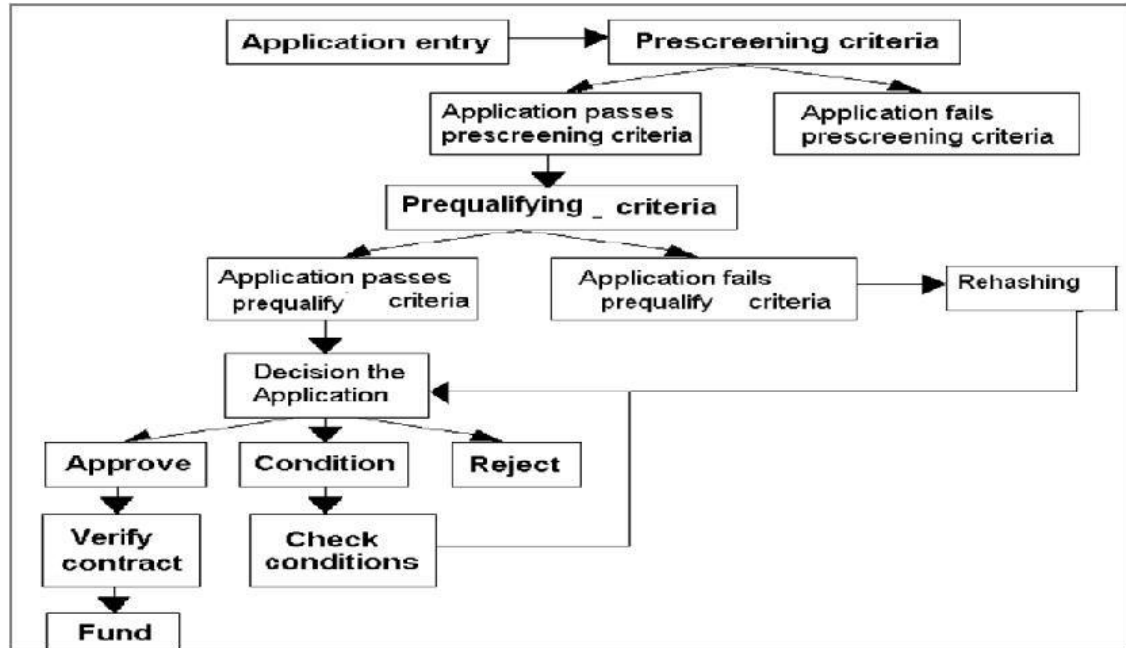 Application entry
Prescreening criteria
Application passes
prescreening criteria
Application fails
prescreening criteria
Prequalifying _ criteria
Application passes
prequalify criteria
Application fails
prequalify criteria
Rehashing
Decision the
Application
Approve
Condition
Reject
Verify
contract
Check
conditions
Fund